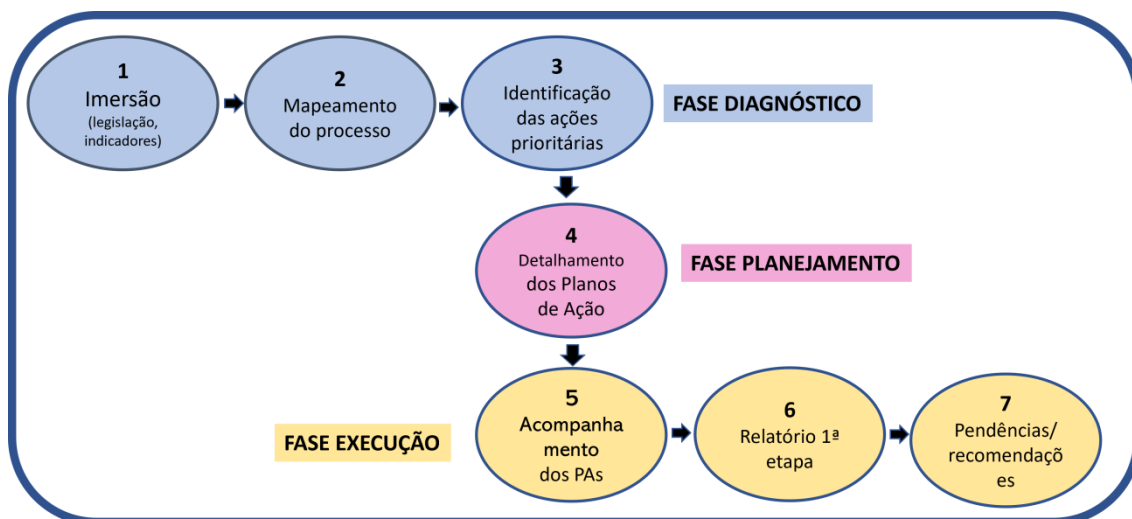 1
Imersão
(legislação,
indicadores)
2
Mapeamento
do processo
3
Identificação
das ações
prioritárias
FASE DIAGNÓSTICO
4
Detalhamento
dos Planos
de Ação
FASE PLANEJAMENTO
FASE EXECUÇÃO
5
Acompanha
mento
dos PAs
6
Relatório 1ª
etapa
7
Pendências/
recomendaçõ
es